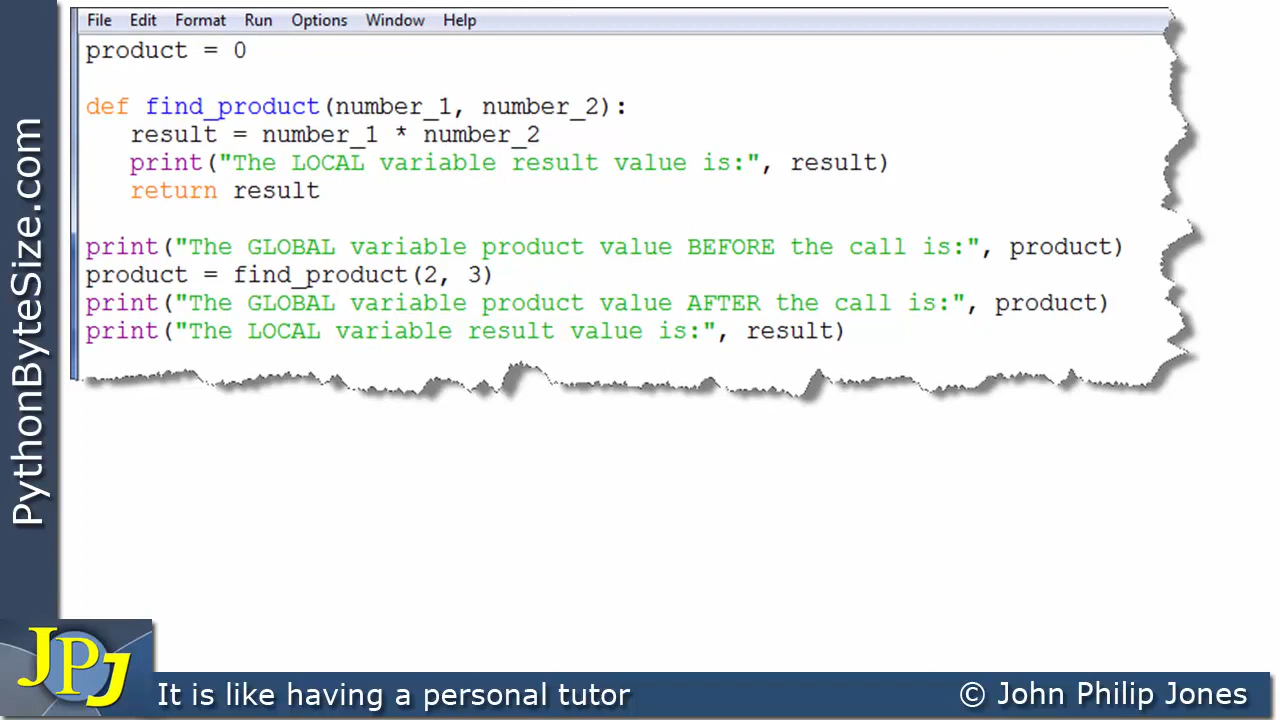 File Edit Format Run Options Window Help
product = 0
def find_product(number_1, number_2):
result = number_1 * number_2
print("The LOCAL variable result value is:", result)
return result
print("The GLOBAL variable product value BEFORE the call is:", product)
product = find_product(2, 3)
print("The GLOBAL variable product value AFTER the call is:", product)
print("The LOCAL variable result value is:", result)
PythonByteSize.com
JPJ
It is like having a personal tutor
© John Philip Jones